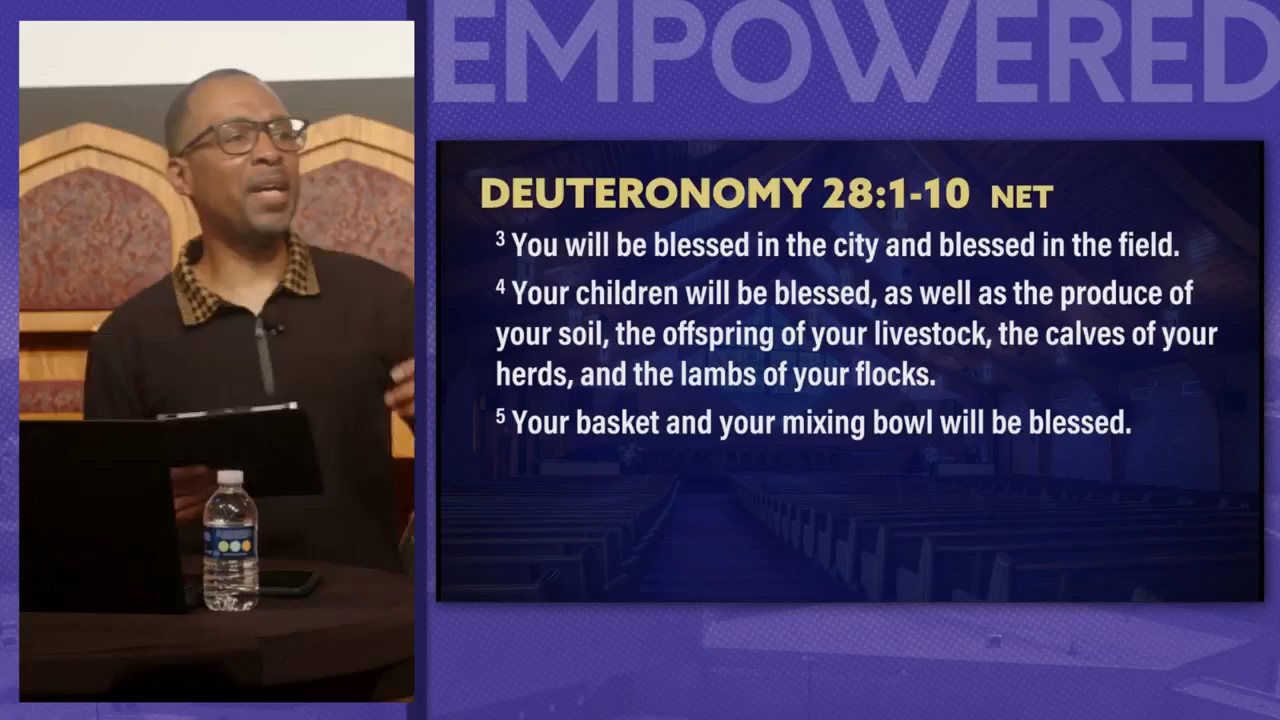 EMPOWERED
DEUTERONOMY 28:1-10 NET
3 You will be blessed in the city and blessed in the field.
4 Your children will be blessed, as well as the produce of
your soil, the offspring of your livestock, the calves of your
herds, and the lambs of your flocks.
5 Your basket and your mixing bowl will be blessed.